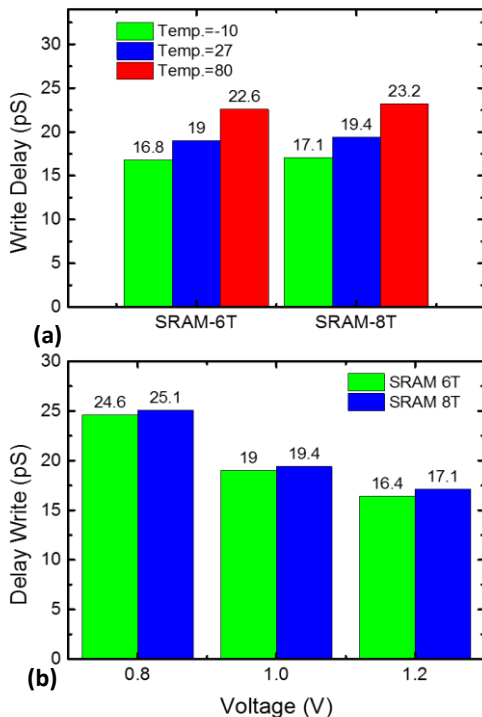 Write Delay (pS)
30
25
20
15
10
5
0
Temp.=-10
Temp.=27
Temp.=80
16.8
19
22.6
17.1
19.4
23.2
SRAM-6T
SRAM-8T
(a)
Delay Write (pS)
30
25
20
15
10
5
0
SRAM 6T
SRAM 8T
24.6
25.1
19
19.4
16.4
17.1
0.8
1.0
1.2
(b)
Voltage (V)